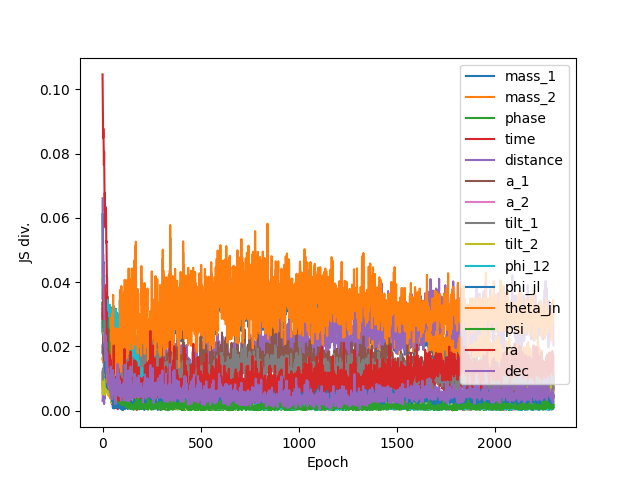 0.10
0.08
0.06
0.04
0.02
0.00
JS div.
0
500
1000
1500
2000
Epoch
mass_1
mass_2
phase
time
distance
a_1
a_2
tilt_1
tilt_2
phi_12
phi_jl
theta_jn
psi
ra
dec